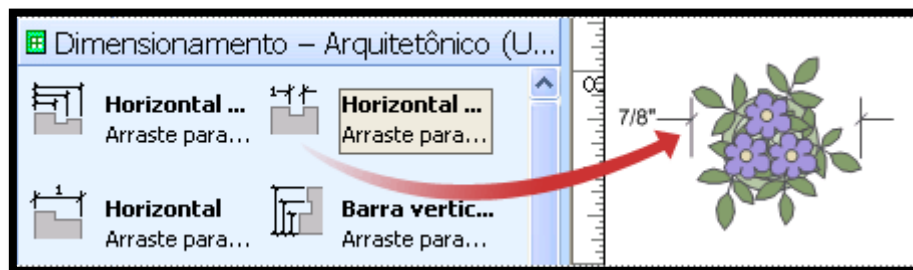 Dimensionamento – Arquitetônico (U...
Horizontal ...
Arraste para...
Horizontal ...
Arraste para...
Horizontal
Arraste para...
Barra vertic...
Arraste para...
7/8"